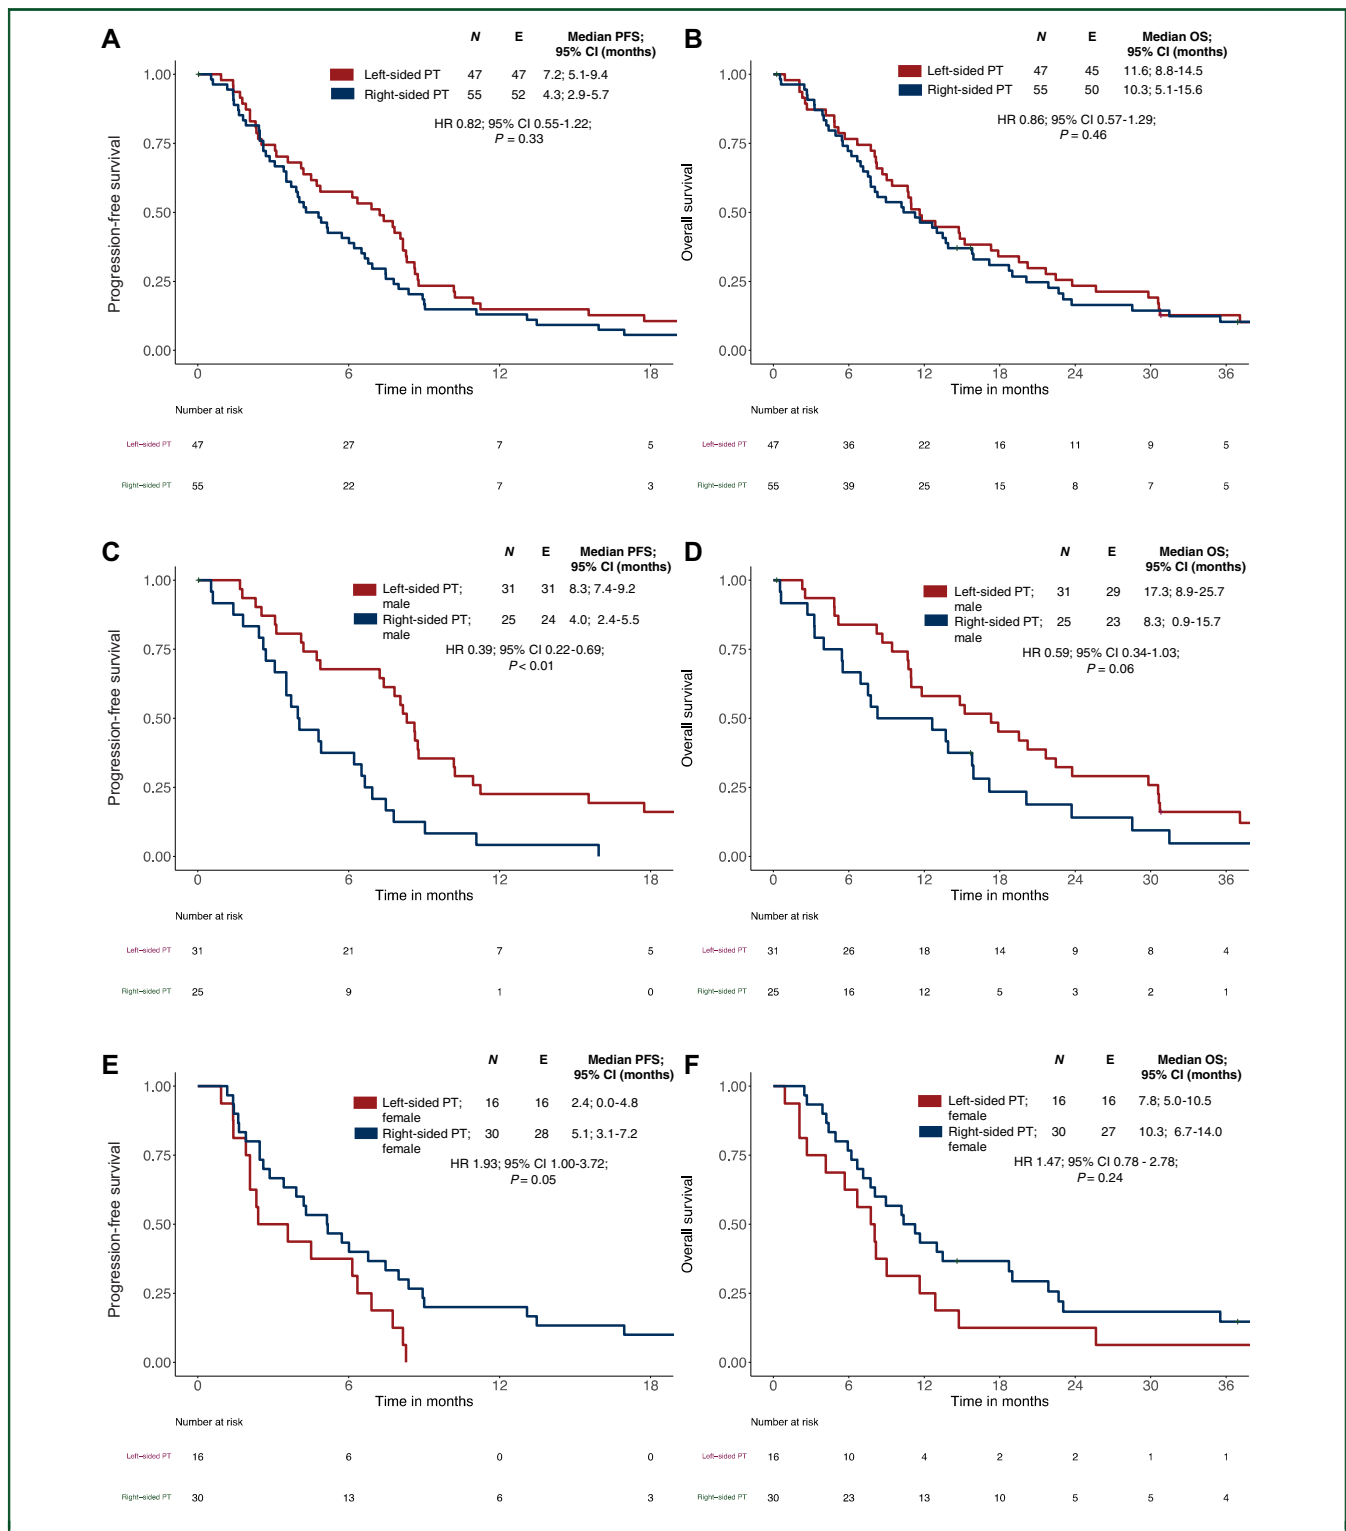 A
N E Median PFS;
95% CI (months)
Left-sided PT 47 47 7.2; 5.1-9.4
Right-sided PT 55 52 4.3; 2.9-5.7
HR 0.82; 95% CI 0.55-1.22;
P = 0.33
Progression-free survival
1.00
0.75
0.50
0.25
0.00
0 6 12 18
Time in months
Number at risk
Left-sided PT 47 27 7 5
Right-sided PT 55 22 7 3
B
N E Median OS;
95% CI (months)
Left-sided PT 47 45 11.6; 8.8-14.5
Right-sided PT 55 50 10.3; 5.1-15.6
HR 0.86; 95% CI 0.57-1.29;
P = 0.46
Overall survival
1.00
0.75
0.50
0.25
0.00
0 6 12 18 24 30 36
Time in months
Number at risk
Left-sided PT 47 36 22 16 11 9 5
Right-sided PT 55 39 25 15 8 7 5
C
N E Median PFS;
95% CI (months)
Left-sided PT; 31 31 8.3; 7.4-9.2
male
Right-sided PT; 25 24 4.0; 2.4-5.5
male
HR 0.39; 95% CI 0.22-0.69;
P < 0.01
Progression-free survival
1.00
0.75
0.50
0.25
0.00
0 6 12 18
Time in months
Number at risk
Left-sided PT 31 21 7 5
Right-sided PT 25 9 1 0
D
N E Median OS;
95% CI (months)
Left-sided PT; 31 29 17.3; 8.9-25.7
male
Right-sided PT; 25 23 8.3; 0.9-15.7
male
HR 0.59; 95% CI 0.34-1.03;
P = 0.06
Overall survival
1.00
0.75
0.50
0.25
0.00
0 6 12 18 24 30 36
Time in months
Number at risk
Left-sided PT 31 26 18 14 9 8 4
Right-sided PT 25 16 12 5 3 2 1
E
N E Median PFS;
95% CI (months)
Left-sided PT; 16 16 2.4; 0.0-4.8
female
Right-sided PT; 30 28 5.1; 3.1-7.2
female
HR 1.93; 95% CI 1.00-3.72;
P = 0.05
Progression-free survival
1.00
0.75
0.50
0.25
0.00
0 6 12 18
Time in months
Number at risk
Left-sided PT 16 6 0 0
Right-sided PT 30 13 6 3
F
N E Median OS;
95% CI (months)
Left-sided PT; 16 16 7.8; 5.0-10.5
female
Right-sided PT; 30 27 10.3; 6.7-14.0
female
HR 1.47; 95% CI 0.78 - 2.78;
P = 0.24
Overall survival
1.00
0.75
0.50
0.25
0.00
0 6 12 18 24 30 36
Time in months
Number at risk
Left-sided PT 16 10 4 2 2 1 1
Right-sided PT 30 23 13 10 5 5 4